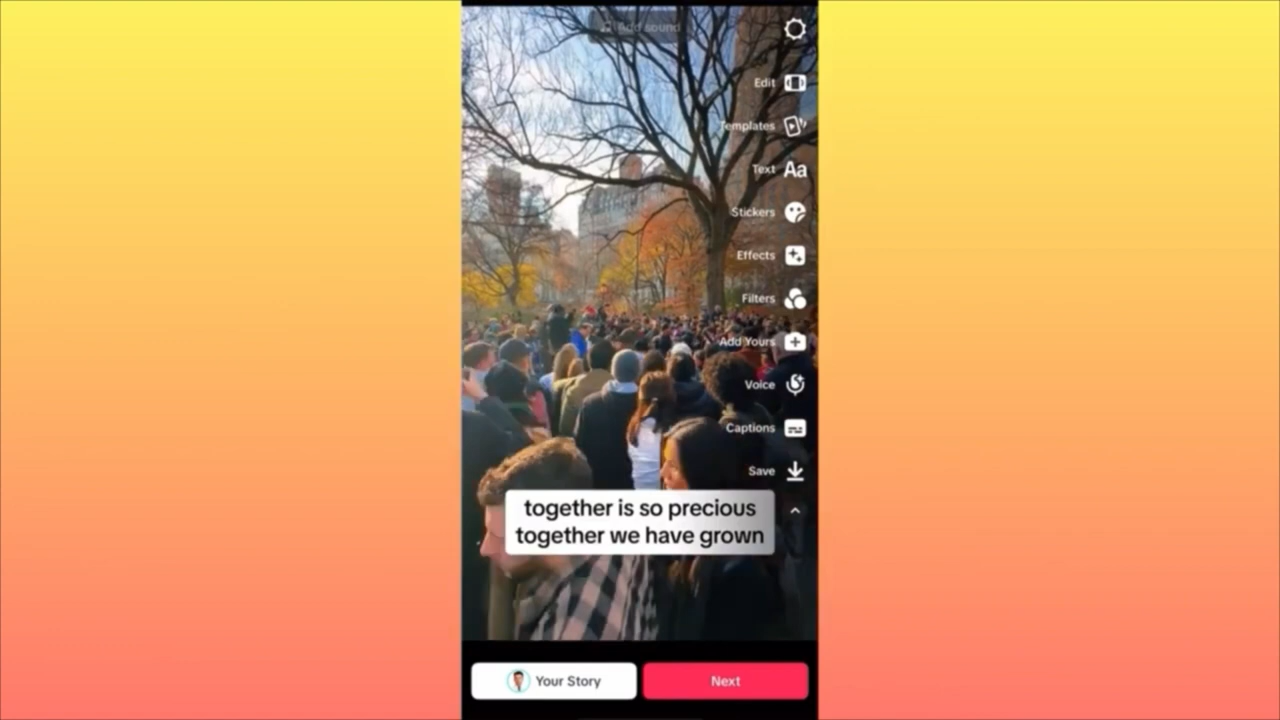 Add sound
Edit
Templates
Text Aa
Stickers
Effects
Filters
Add Yours
Voice
Captions
Save
together is so precious
together we have grown
Your Story
Next